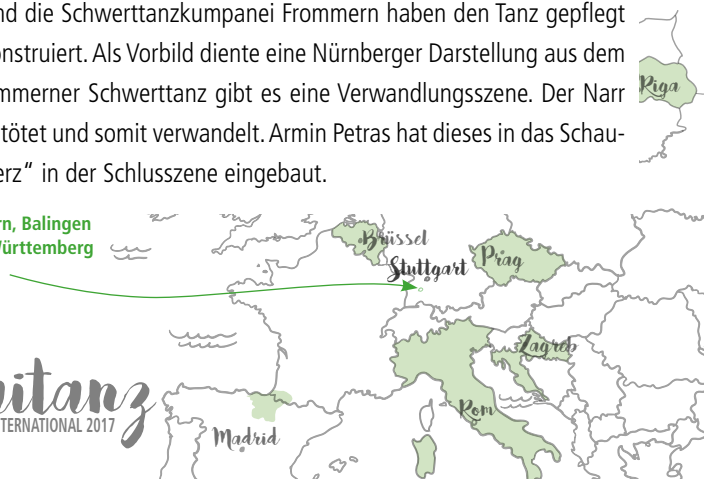 nd die Schwerttanzkumpanei Frommern haben den Tanz gepflegt
onstruiert. Als Vorbild diente eine Nürnberger Darstellung aus dem
mmerner Schwerttanz gibt es eine Verwandlungsszene. Der Narr
tötet und somit verwandelt. Armin Petras hat dieses in das Schau-
erz“ in der Schlusszene eingebaut.
Riga
rn, Balingen
Württemberg
Brüssel
Stuttgart
Prag
Zagreb
Rom
Madrid
itanz
TERNATIONAL 2017